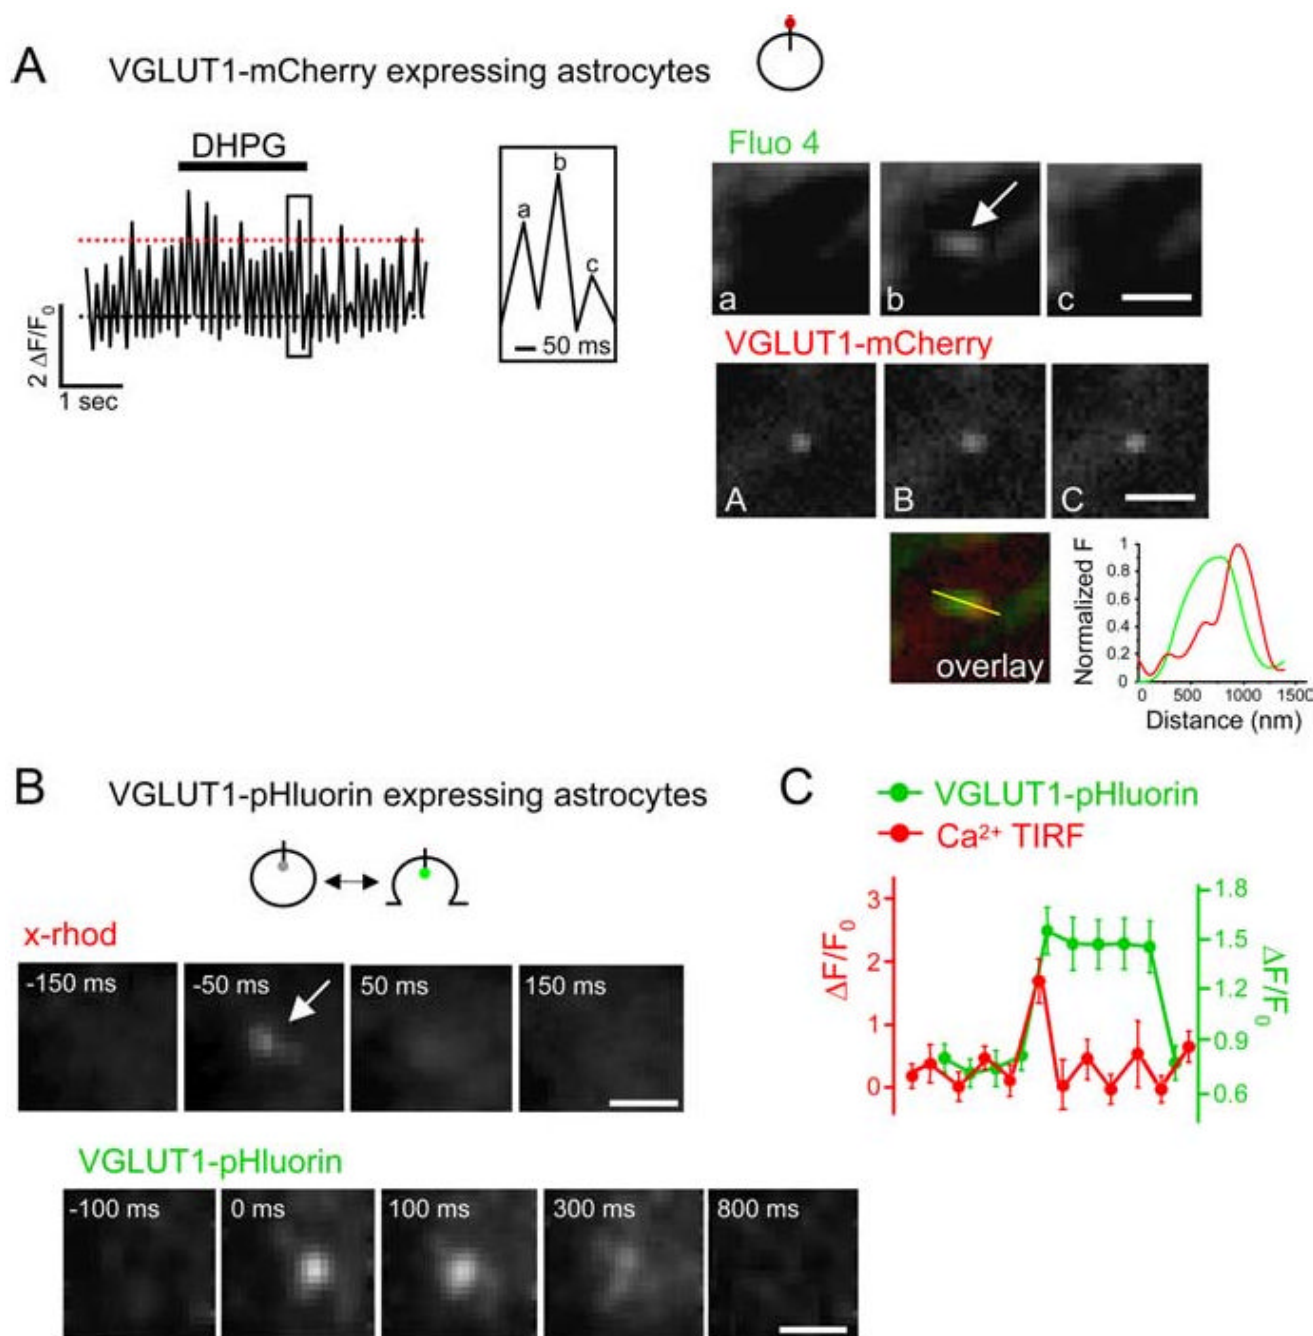 A
VGLUT1-mCherry expressing astrocytes
DHPG
2 ΔF/F₀
1 sec
a
b
c
50 ms
Fluo 4
a
b
c
VGLUT1-mCherry
A
B
C
overlay
Normalized F
1
0.8
0.6
0.4
0.2
0
0
500
1000
1500
Distance (nm)
B
VGLUT1-pHluorin expressing astrocytes
x-rhod
-150 ms
-50 ms
50 ms
150 ms
VGLUT1-pHluorin
-100 ms
0 ms
100 ms
300 ms
800 ms
C
VGLUT1-pHluorin
Ca²⁺ TIRF
ΔF/F₀
3
2
1
0
1.8
1.5
1.2
0.9
0.6
ΔF/F₀